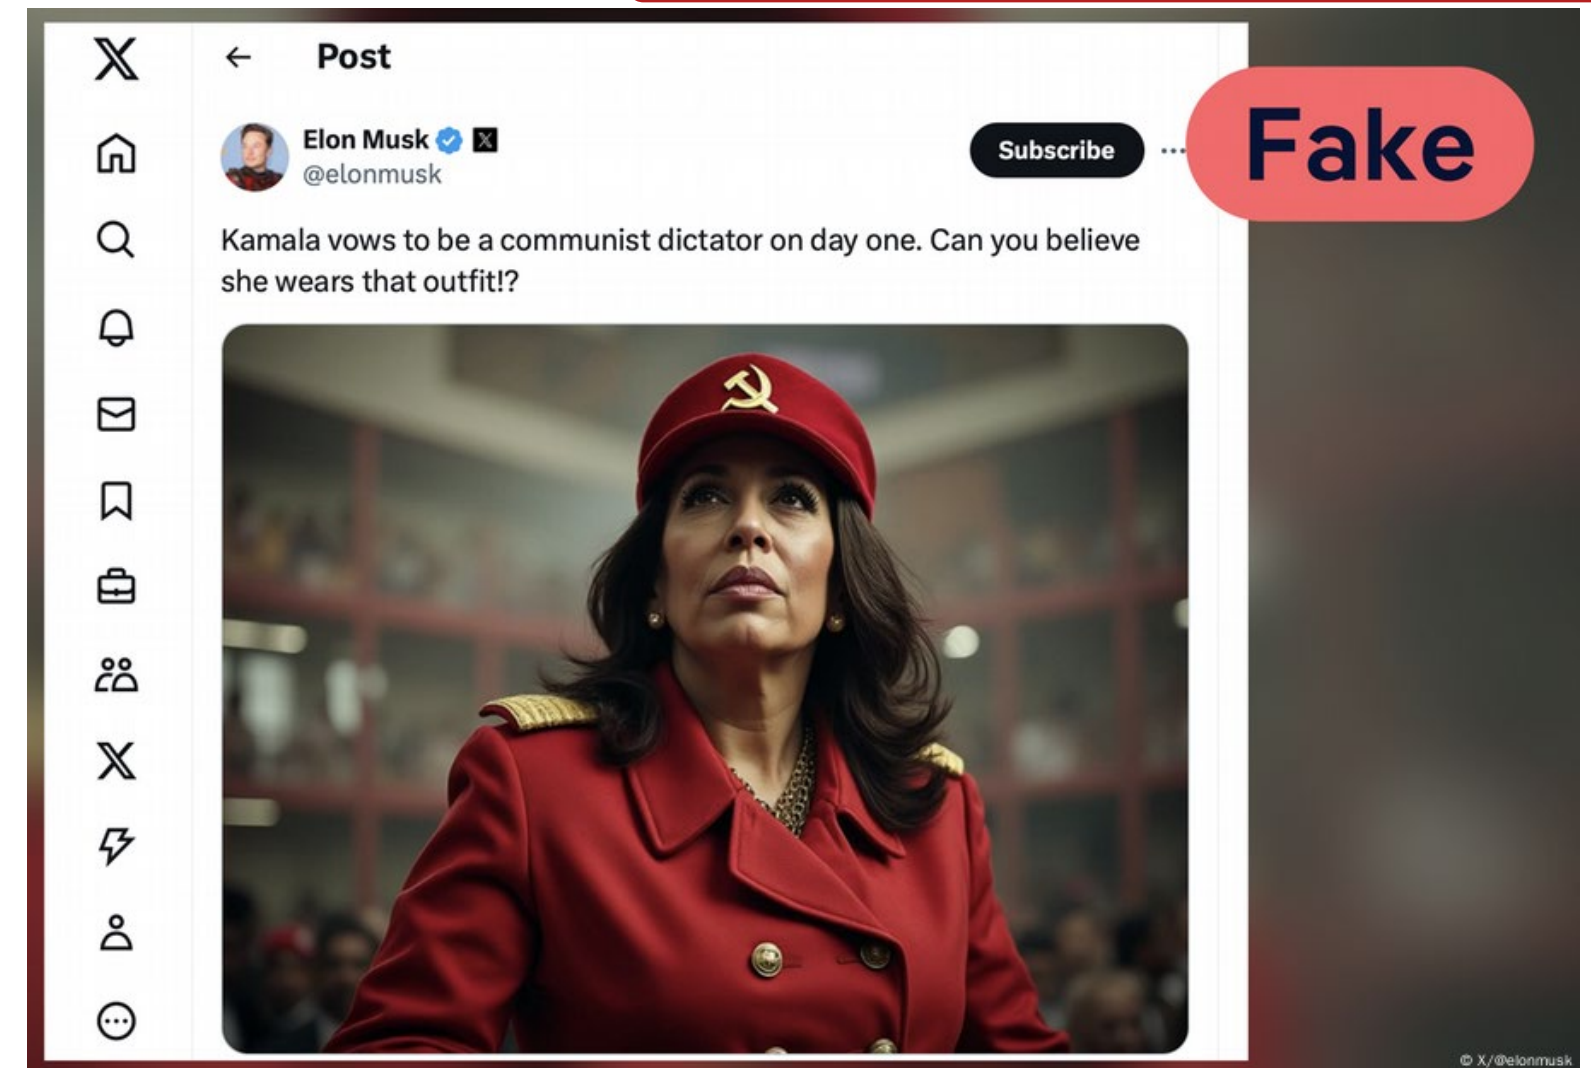 Post
Elon Musk
@elonmusk
Subscribe
Fake
Kamala vows to be a communist dictator on day one. Can you believe
she wears that outfit!?
© X/@elonmusk